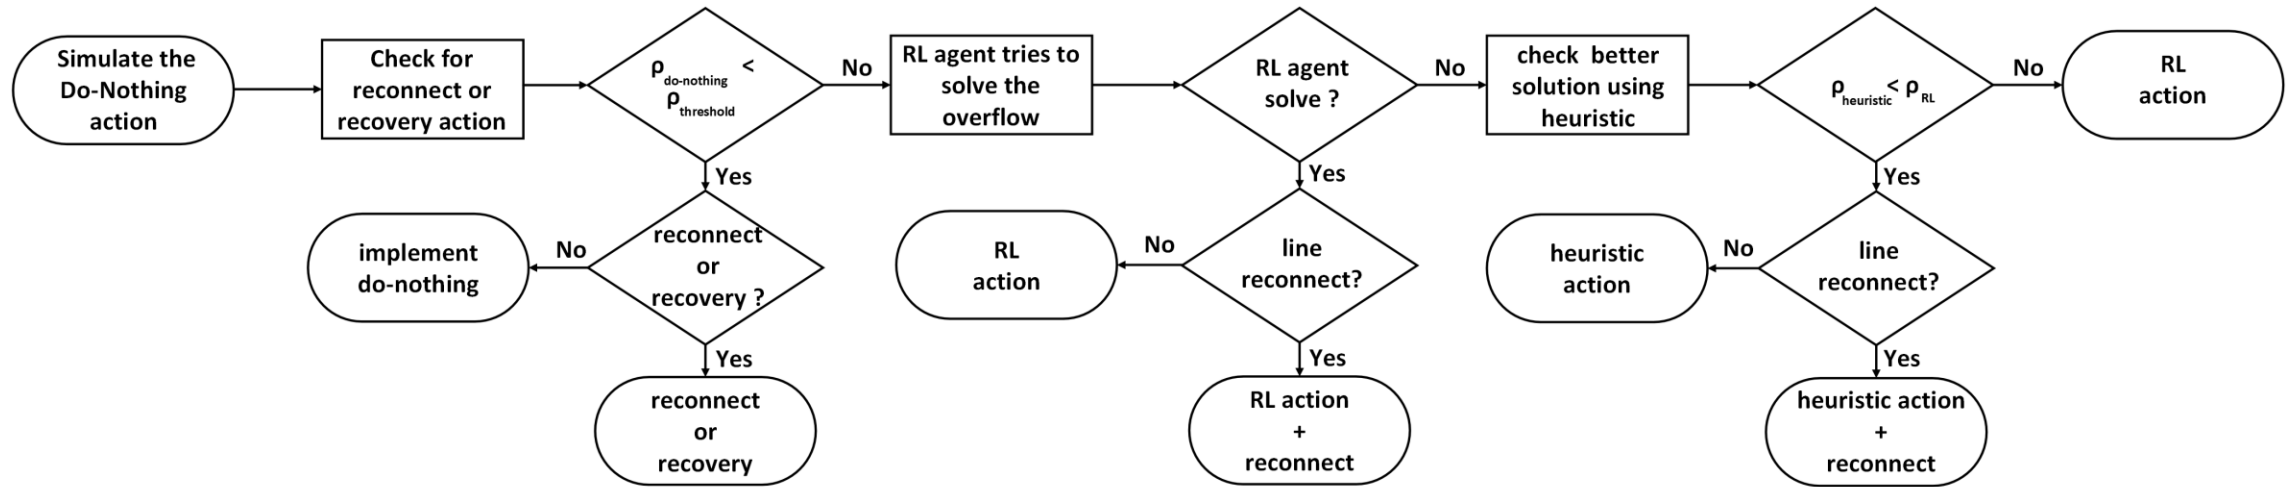 Simulate the
Do-Nothing
action
Check for
reconnect or
recovery action
ρdo-nothing <
ρthreshold
No
RL agent tries to
solve the
overflow
RL agent
solve ?
No
check better
solution using
heuristic
ρheuristic < ρRL
No
RL
action
Yes
Yes
Yes
implement
do-nothing
No
reconnect
or
recovery ?
RL
action
No
line
reconnect?
heuristic
action
No
line
reconnect?
Yes
Yes
Yes
reconnect
or
recovery
RL action
+
reconnect
heuristic action
+
reconnect